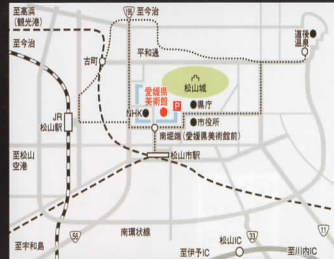 至高浜
(観光港)
至今治
196
至今治
平和通
道後
温泉
古町
松山城
愛媛県
美術館
P
県庁
JR
松山駅
NHK
市役所
南堀端(愛媛県美術館前)
至松山
空港
松山市駅
56
南環状線
33
11
松山IC
至宇和島
至伊予IC
至川内IC